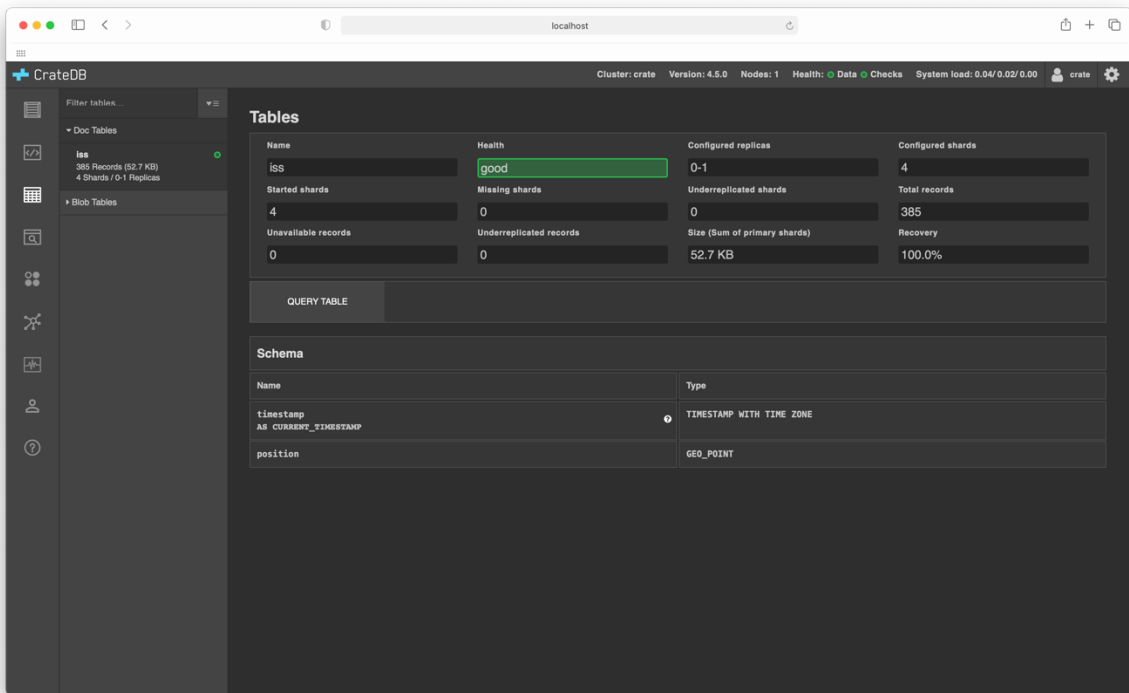 localhost
CrateDB
Cluster: crate Version: 4.5.0 Nodes: 1 Health: Data Checks System load: 0.04/ 0.02/ 0.00 crate
Filter tables...
Doc Tables
iss
385 Records (52.7 KB)
4 Shards / 0-1 Replicas
Blob Tables
Tables
Name Health Configured replicas Configured shards
iss good 0-1 4
Started shards Missing shards Underreplicated shards Total records
4 0 0 385
Unavailable records Underreplicated records Size (Sum of primary shards) Recovery
0 0 52.7 KB 100.0%
QUERY TABLE
Schema
Name Type
timestamp TIMESTAMP WITH TIME ZONE
AS CURRENT_TIMESTAMP
position GEO_POINT